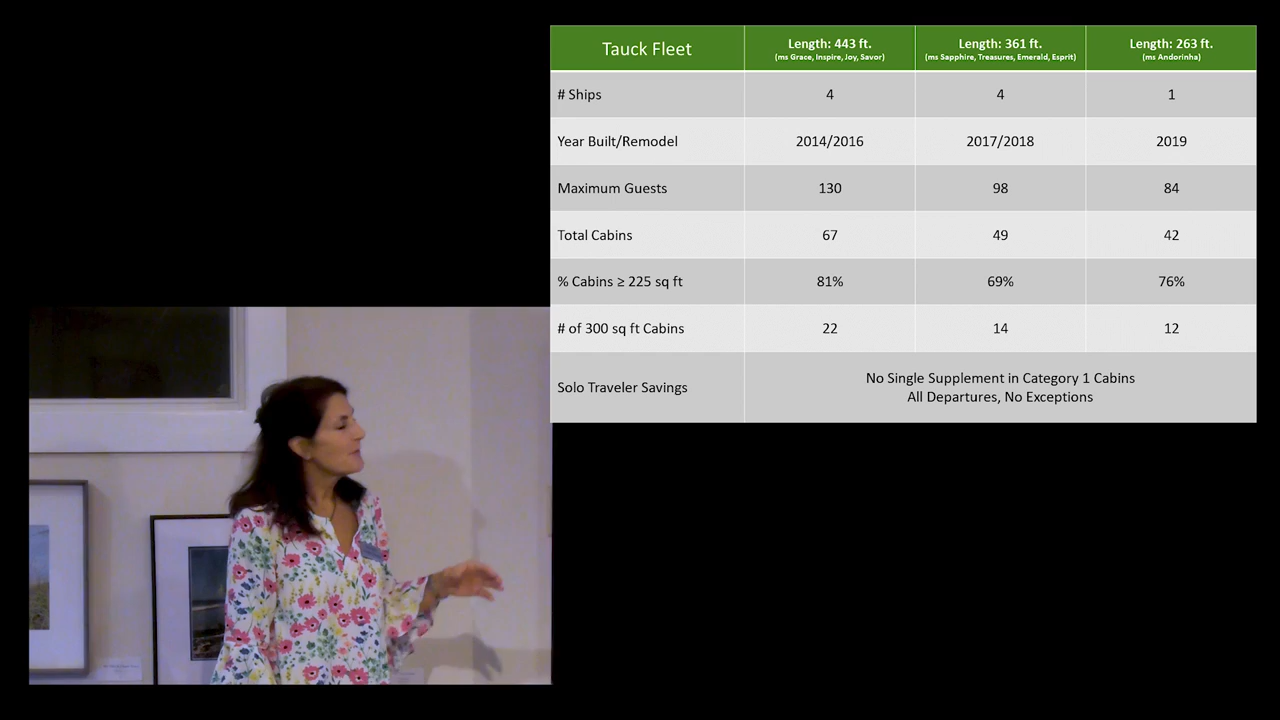 Tauck Fleet
Length: 443 ft.
(ms Grace, Inspire, Joy, Savor)
Length: 361 ft.
(ms Sapphire, Treasures, Emerald, Esprit)
Length: 263 ft.
(ms Andorinha)
# Ships 4 4 1
Year Built/Remodel 2014/2016 2017/2018 2019
Maximum Guests 130 98 84
Total Cabins 67 49 42
% Cabins ≥ 225 sq ft 81% 69% 76%
# of 300 sq ft Cabins 22 14 12
Solo Traveler Savings
No Single Supplement in Category 1 Cabins
All Departures, No Exceptions